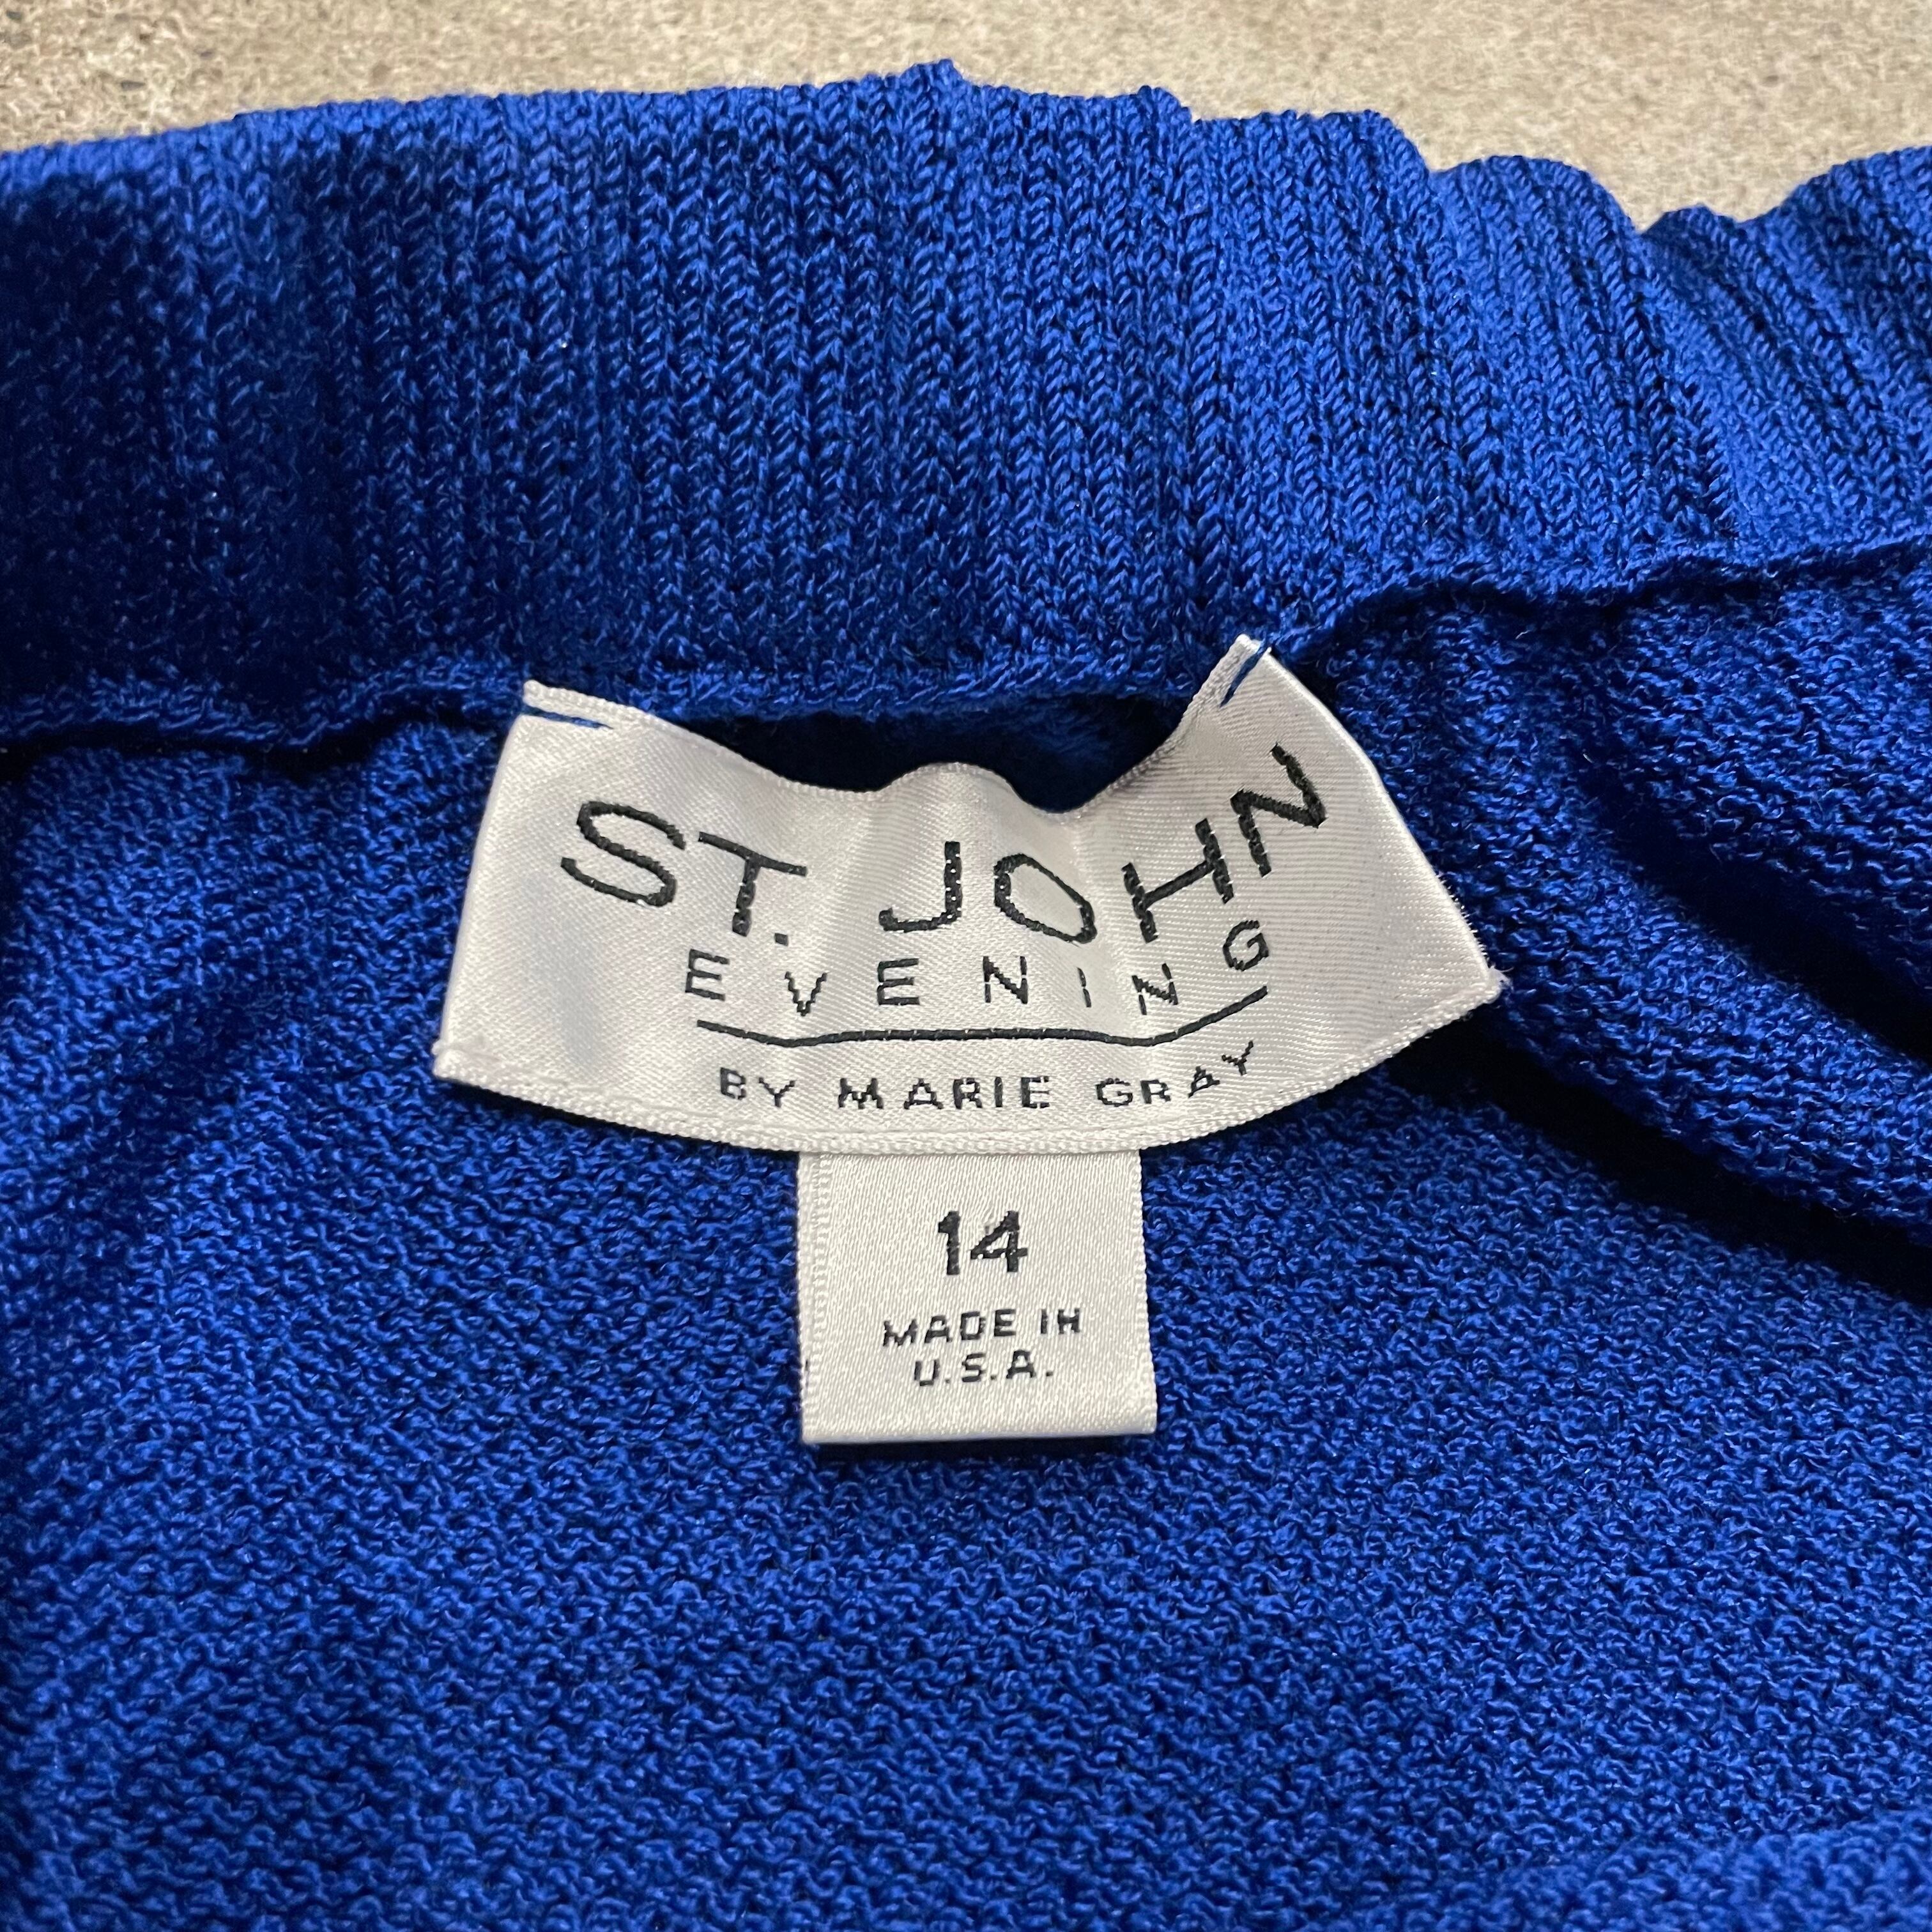 ST. JOHN
EVENING
BY MARIE GRAY
14
MADE IN
U.S.A.